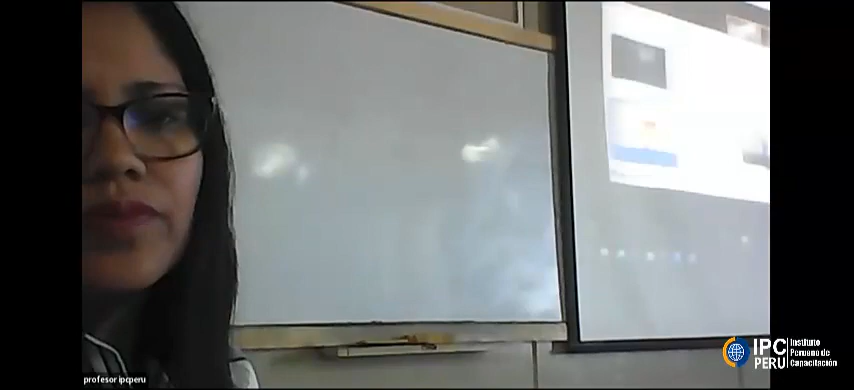 profesor ipcperu
IPC
PERU
Instituto
Peruano de
Capacitación